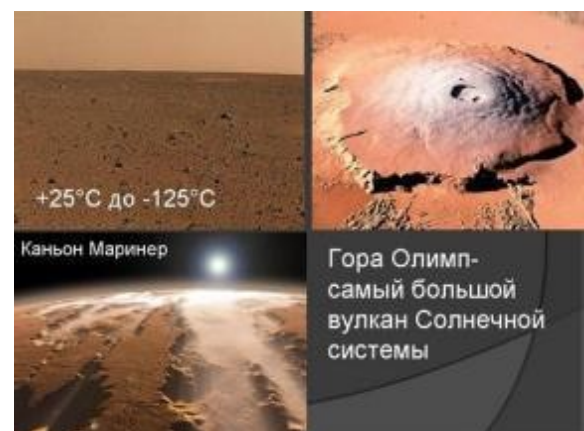 +25°C до -125°C
Каньон Маринер
Гора Олимп-
самый большой
вулкан Солнечной
системы